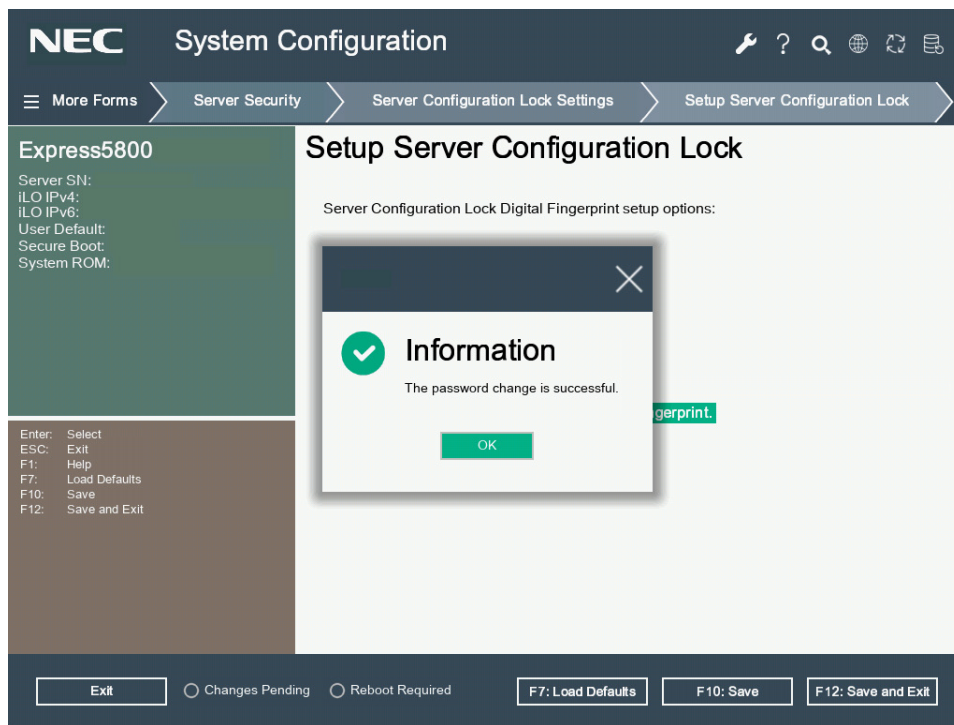 NEC System Configuration
?
More Forms Server Security Server Configuration Lock Settings Setup Server Configuration Lock
Express5800
Server SN:
iLO IPv4:
iLO IPv6:
User Default:
Secure Boot:
System ROM:
Enter: Select
ESC: Exit
F1: Help
F7: Load Defaults
F10: Save
F12: Save and Exit
Setup Server Configuration Lock
Server Configuration Lock Digital Fingerprint setup options:
Information
The password change is successful.
gerprint.
OK
Exit Changes Pending Reboot Required F7: Load Defaults F10: Save F12: Save and Exit